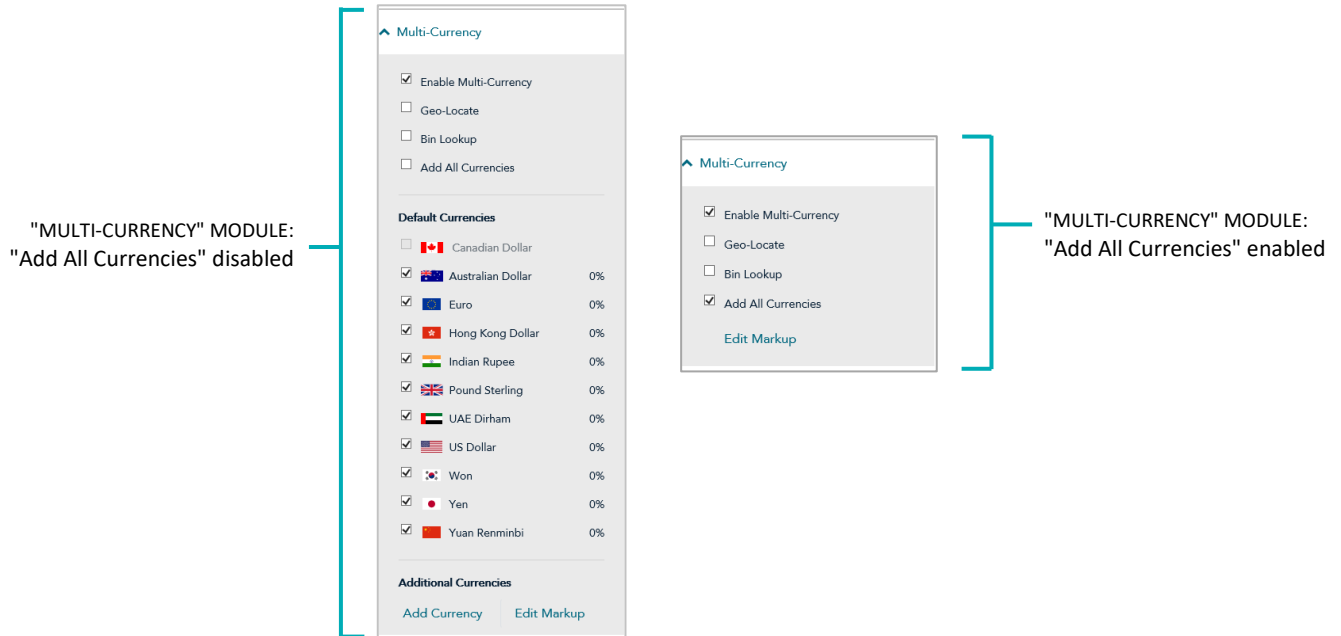 "MULTI-CURRENCY" MODULE:
"Add All Currencies" disabled
Multi-Currency
Enable Multi-Currency
Geo-Locate
Bin Lookup
Add All Currencies
Default Currencies
Canadian Dollar
Australian Dollar 0%
Euro 0%
Hong Kong Dollar 0%
Indian Rupee 0%
Pound Sterling 0%
UAE Dirham 0%
US Dollar 0%
Won 0%
Yen 0%
Yuan Renminbi 0%
Additional Currencies
Add Currency Edit Markup
Multi-Currency
Enable Multi-Currency
Geo-Locate
Bin Lookup
Add All Currencies
Edit Markup
"MULTI-CURRENCY" MODULE:
"Add All Currencies" enabled